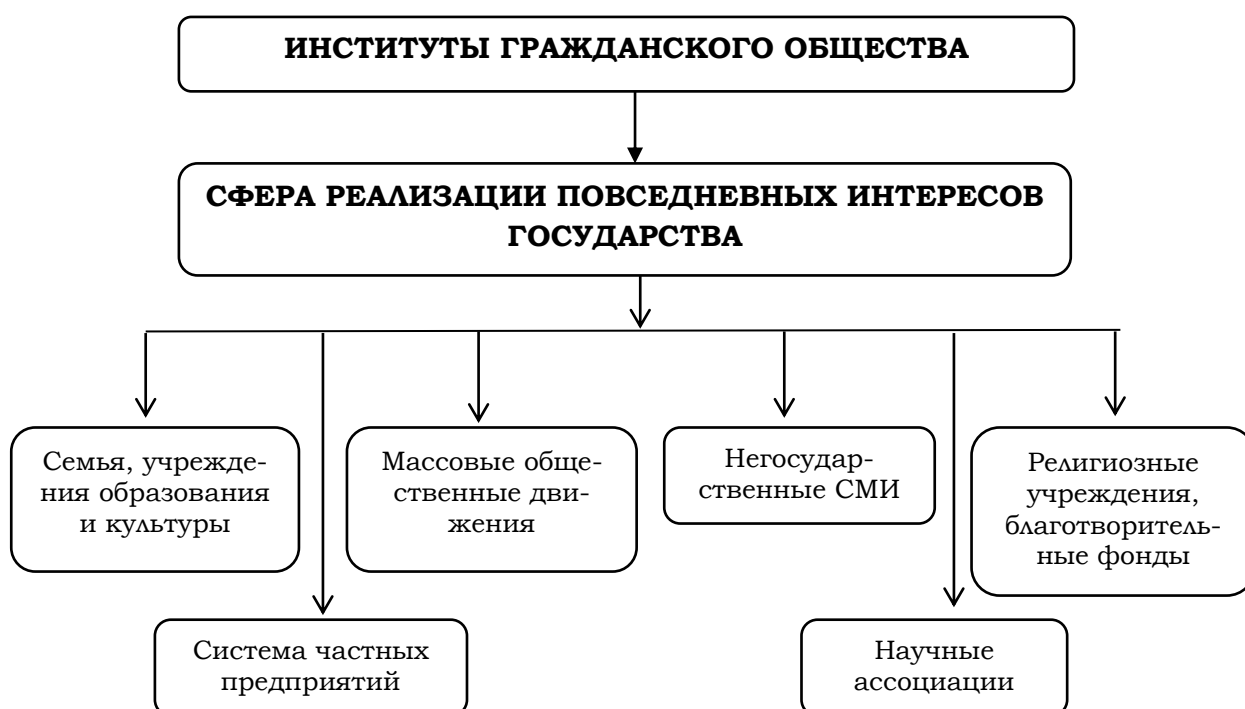 ИНСТИТУТЫ ГРАЖДАНСКОГО ОБЩЕСТВА
СФЕРА РЕАЛИЗАЦИИ ПОВСЕДНЕВНЫХ ИНТЕРЕСОВ
ГОСУДАРСТВА
Семья, учрежде-
ния образования
и культуры
Массовые обще-
ственные дви-
жения
Негосудар-
ственные СМИ
Религиозные
учреждения,
благотворитель-
ные фонды
Система частных
предприятий
Научные
ассоциации